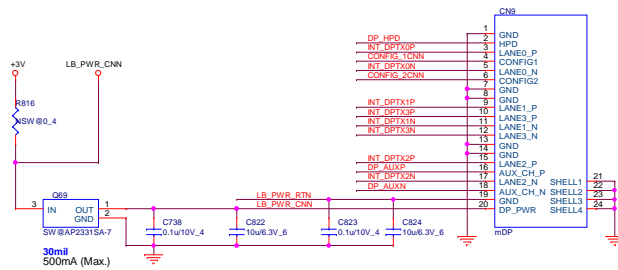 CN9
1
GND
DP_HPD
2
HPD
INT_DPTX0P
3
LANE0_P
CONFIG_1CNN
4
CONFIG1
INT_DPTX0N
5
LANE0_N
CONFIG_2CNN
6
CONFIG2
7
GND
8
GND
INT_DPTX1P
9
LANE1_P
INT_DPTX3P
10
LANE3_P
INT_DPTX1N
11
LANE1_N
INT_DPTX3N
12
LANE3_N
13
GND
14
GND
INT_DPTX2P
15
LANE2_P
DP_AUXP
16
AUX_CH_P
INT_DPTX2N
17
LANE2_N
SHELL1
21
DP_AUXN
18
AUX_CH_N
SHELL2
22
LB_PWR_RTN
19
GND
SHELL3
23
LB_PWR_CNN
20
DP_PWR
SHELL4
24
mDP
+3V
LB_PWR_CNN
R816
NSW@0_4
Q69
3
IN
OUT
1
GND
2
SW@AP2331SA-7
C738
0.1u/10V_4
C822
10u/6.3V_6
C823
0.1u/10V_4
C824
10u/6.3V_6
30mil
500mA (Max.)